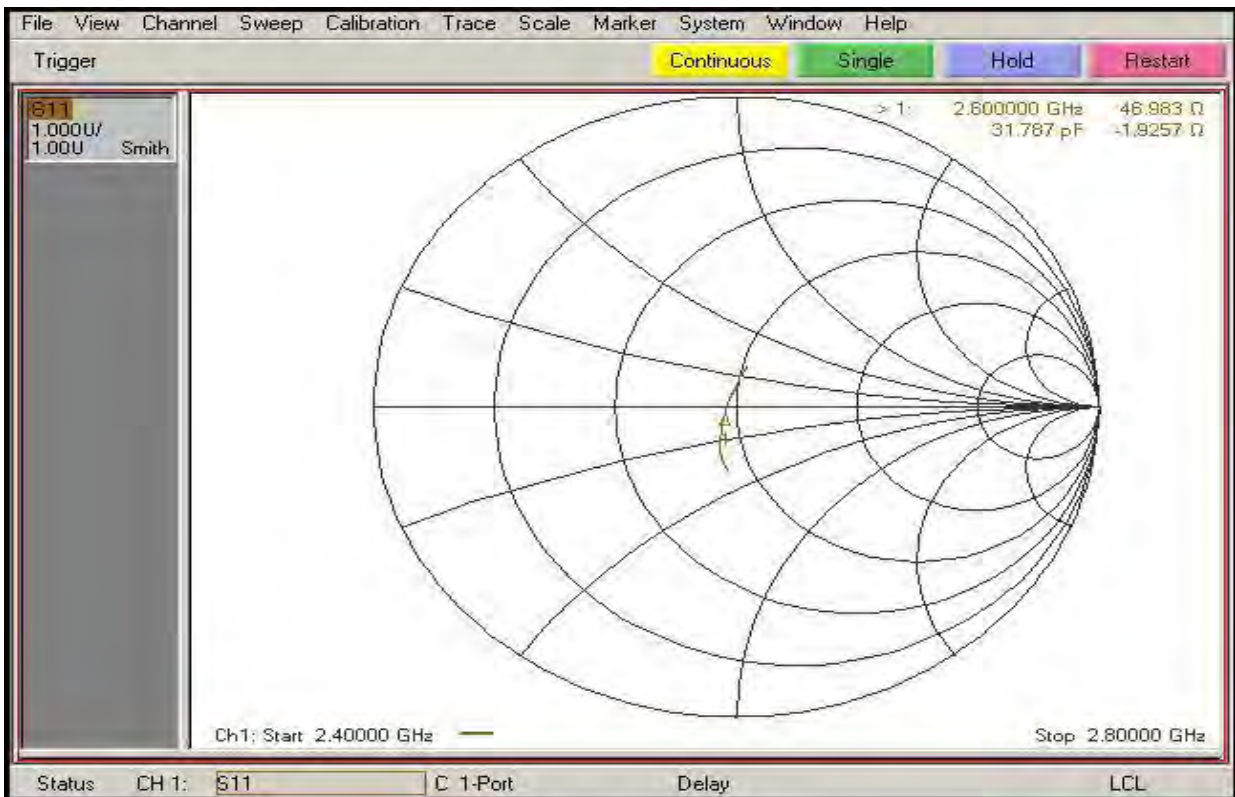 File View Channel Sweep Calibration Trace Scale Marker System Window Help
Trigger Continuous Single Hold Restart
S11
1.000U/
1.00U Smith
> 1: 2.600000 GHz 46.983 Ω
31.787 pF -1.9257 Ω
1
Ch1: Start 2.40000 GHz
Stop 2.80000 GHz
Status CH 1: S11 C 1-Port Delay LCL